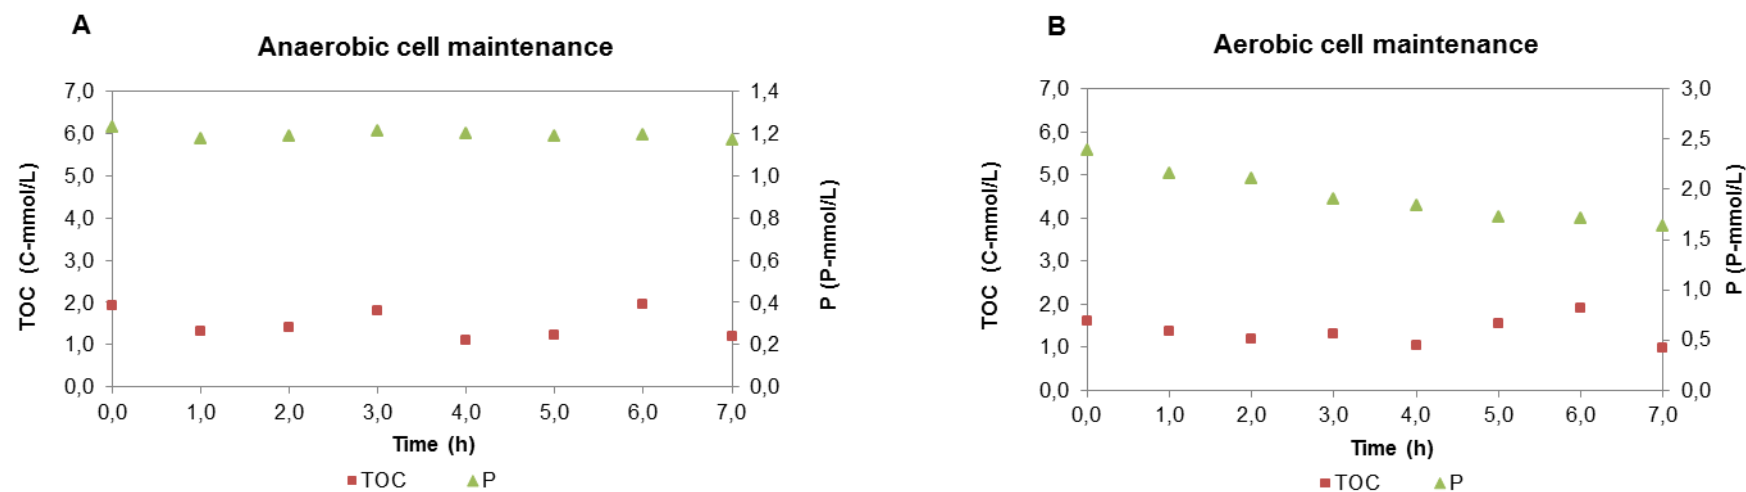 A
Anaerobic cell maintenance
7,0
6,0
5,0
4,0
3,0
2,0
1,0
0,0
TOC (C-mmol/L)
1,4
1,2
1,0
0,8
0,6
0,4
0,2
0,0
P (P-mmol/L)
0,0 1,0 2,0 3,0 4,0 5,0 6,0 7,0
Time (h)
TOC P
B
Aerobic cell maintenance
7,0
6,0
5,0
4,0
3,0
2,0
1,0
0,0
TOC (C-mmol/L)
3,0
2,5
2,0
1,5
1,0
0,5
0,0
P (P-mmol/L)
0,0 1,0 2,0 3,0 4,0 5,0 6,0 7,0
Time (h)
TOC P